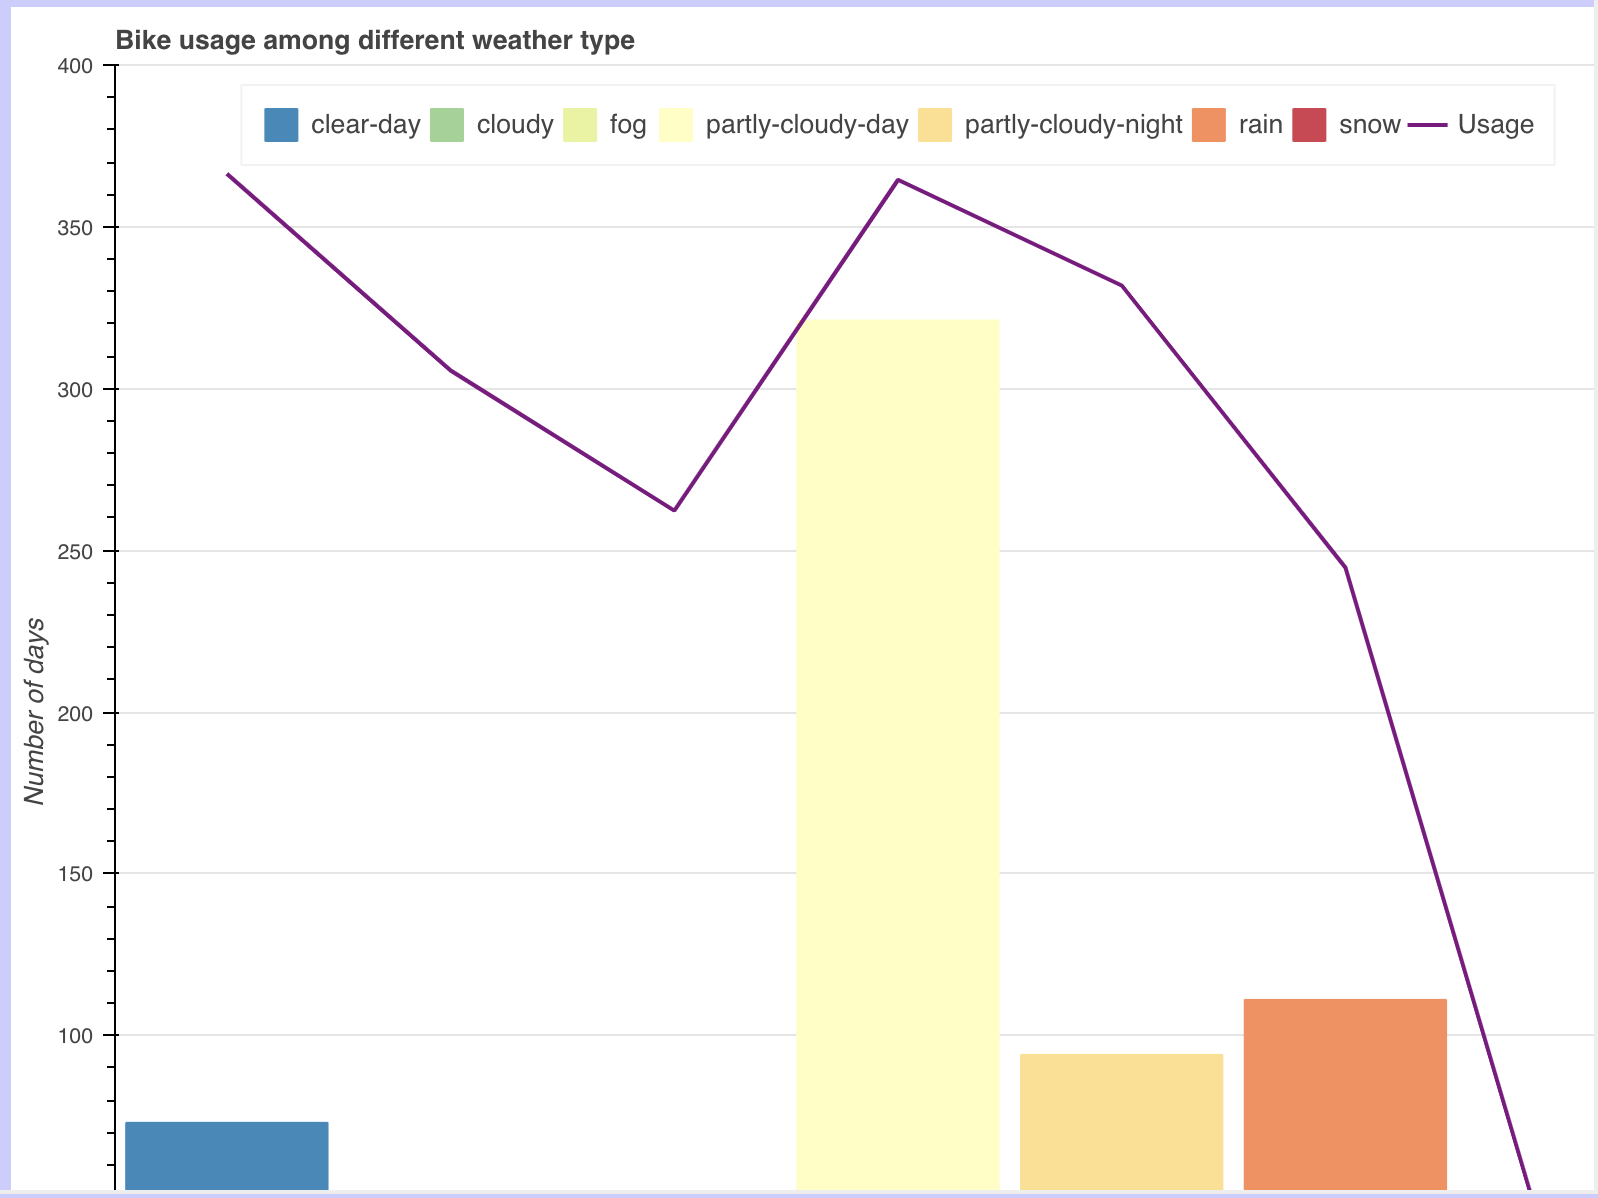 Bike usage among different weather type
400
clear-day cloudy fog partly-cloudy-day partly-cloudy-night rain snow Usage
350
300
250
200
150
100
Number of days